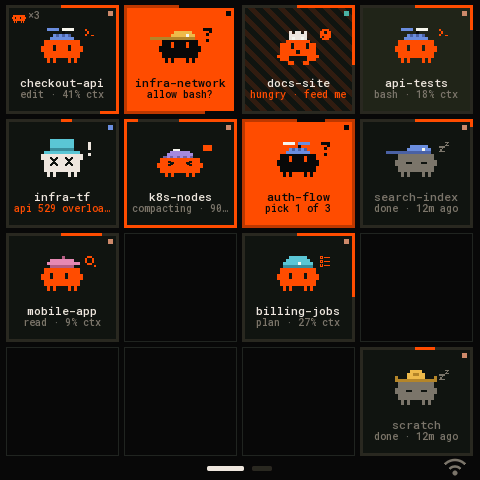 ×3
checkout-api
edit · 41% ctx
infra-network
allow bash?
docs-site
hungry · feed me
api-tests
bash · 18% ctx
infra-tf
api 529 overloa…
k8s-nodes
compacting · 90…
auth-flow
pick 1 of 3
search-index
done · 12m ago
mobile-app
read · 9% ctx
billing-jobs
plan · 27% ctx
scratch
done · 12m ago